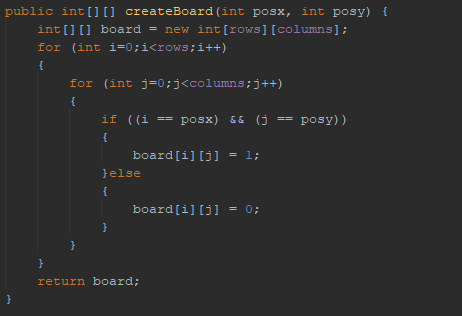 public int[][] createBoard(int posx, int posy) {
    int[][] board = new int[rows][columns];
    for (int i=0;i<rows;i++)
    {
        for (int j=0;j<columns;j++)
        {
            if ((i == posx) && (j == posy))
            {
                board[i][j] = 1;
            }else
            {
                board[i][j] = 0;
            }
        }
    }
    return board;
}